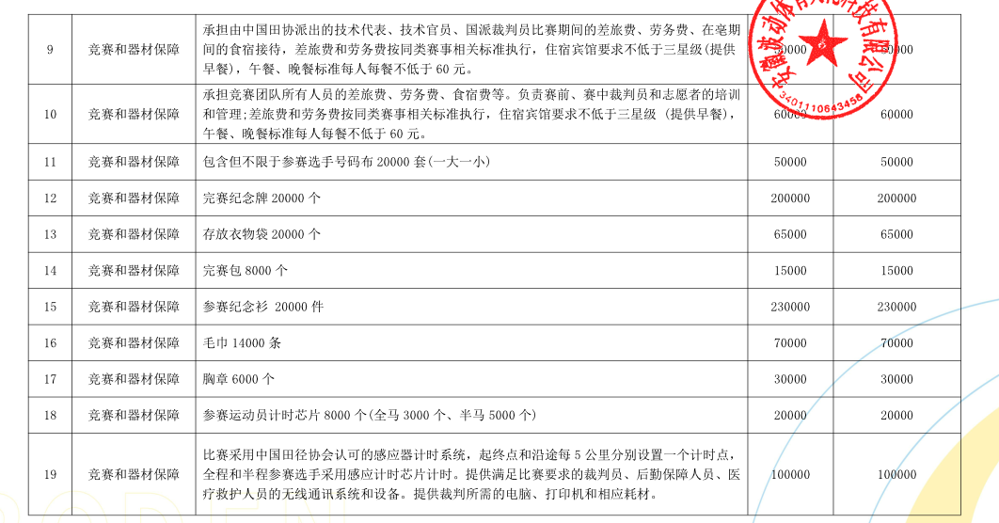 9 竞赛和器材保障 承担由中国田协派出的技术代表、技术官员、国派裁判员比赛期间的差旅费、劳务费、在亳期
间的食宿接待，差旅费和劳务费按同类赛事相关标准执行，住宿宾馆要求不低于三星级(提供
早餐)，午餐、晚餐标准每人每餐不低于 60 元。
3401110643458
10 竞赛和器材保障 承担竞赛团队所有人员的差旅费、劳务费、食宿费等。负责赛前、赛中裁判员和志愿者的培训
和管理;差旅费和劳务费按同类赛事相关标准执行，住宿宾馆要求不低于三星级 (提供早餐)， 60000 60000
午餐、晚餐标准每人每餐不低于 60 元。
11 竞赛和器材保障 包含但不限于参赛选手号码布 20000 套(一大一小) 50000 50000
12 竞赛和器材保障 完赛纪念牌 20000 个 200000 200000
13 竞赛和器材保障 存放衣物袋 20000 个 65000 65000
14 竞赛和器材保障 完赛包 8000 个 15000 15000
15 竞赛和器材保障 参赛纪念衫 20000 件 230000 230000
16 竞赛和器材保障 毛巾 14000 条 70000 70000
17 竞赛和器材保障 胸章 6000 个 30000 30000
18 竞赛和器材保障 参赛运动员计时芯片 8000 个(全马 3000 个、半马 5000 个) 20000 20000
19 竞赛和器材保障 比赛采用中国田径协会认可的感应器计时系统，起终点和沿途每 5 公里分别设置一个计时点，
全程和半程参赛选手采用感应计时芯片计时。提供满足比赛要求的裁判员、后勤保障人员、医 100000 100000
疗救护人员的无线通讯系统和设备。提供裁判所需的电脑、打印机和相应耗材。